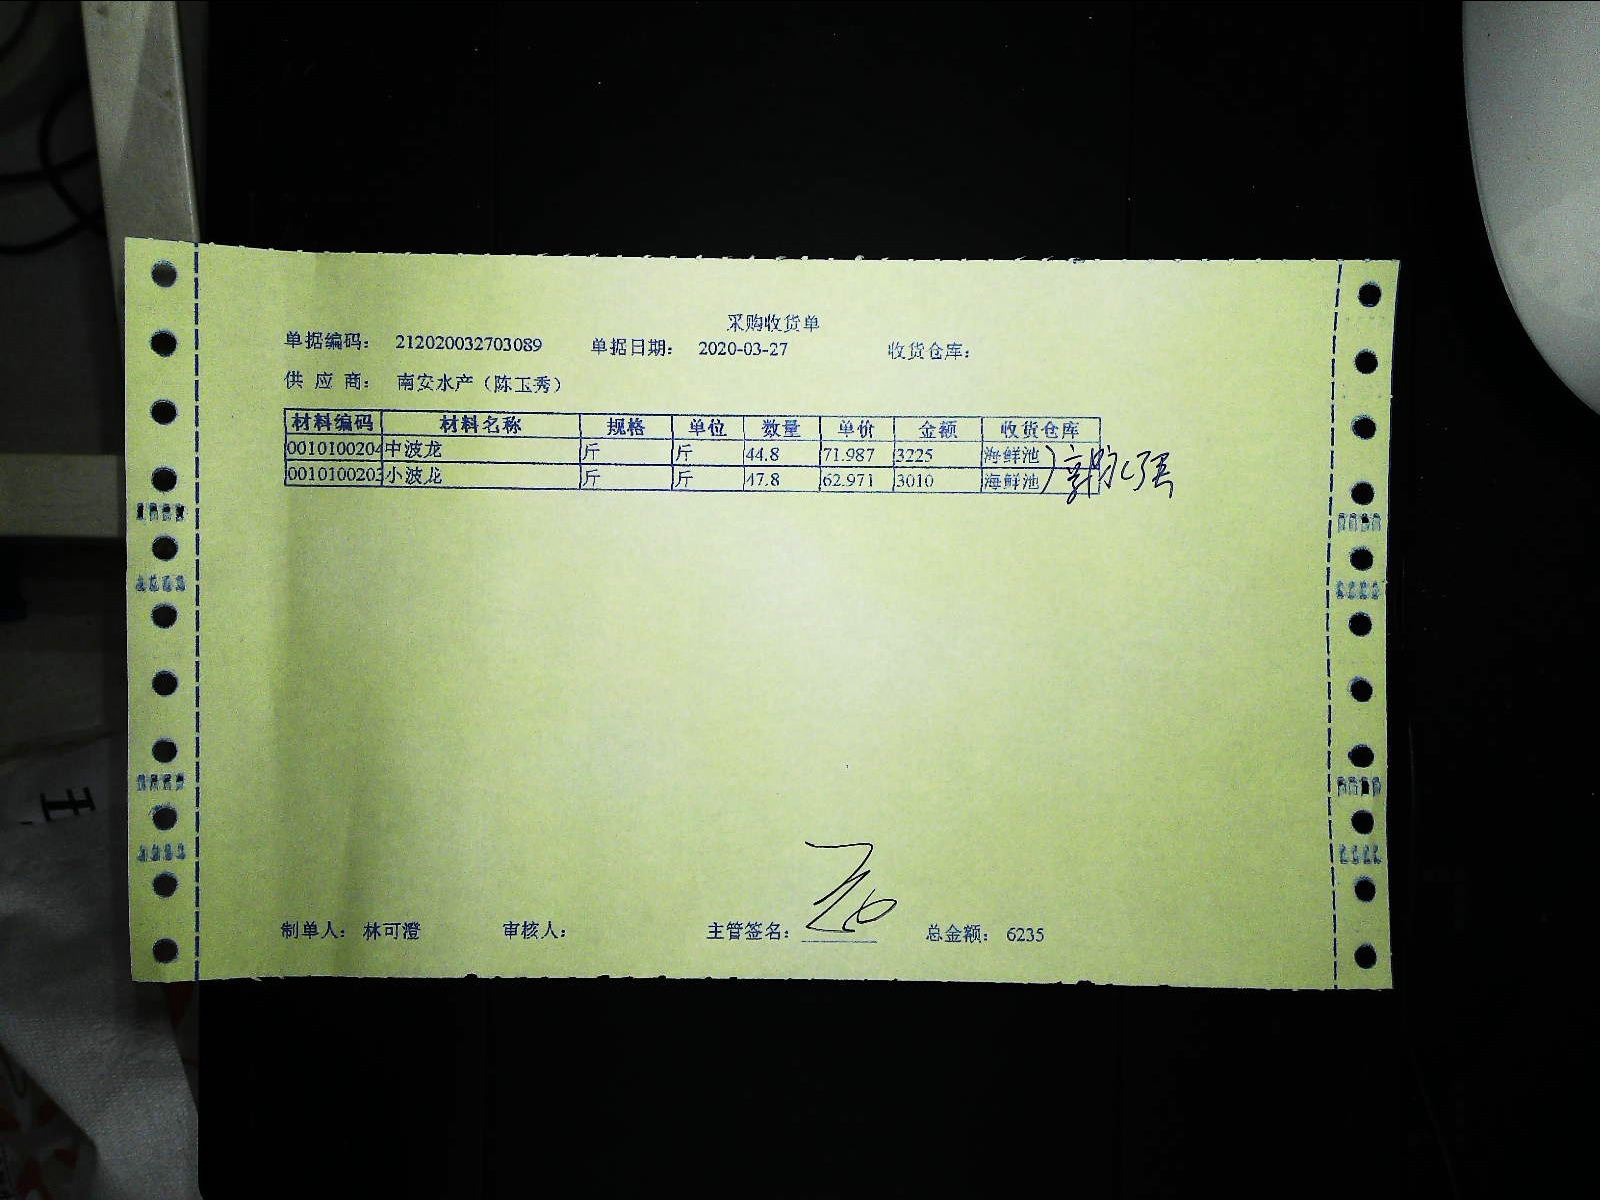 采购收货单
单据编码： 212020032703089 单据日期： 2020-03-27 收货仓库：
供 应 商： 南安水产（陈玉秀）
材料编码 材料名称 规格 单位 数量 单价 金额 收货仓库
0010100204 中波龙 斤 斤 44.8 71.987 3225 海鲜池
0010100203 小波龙 斤 斤 47.8 62.971 3010 海鲜池
制单人： 林可澄 审核人： 主管签名： 总金额： 6235